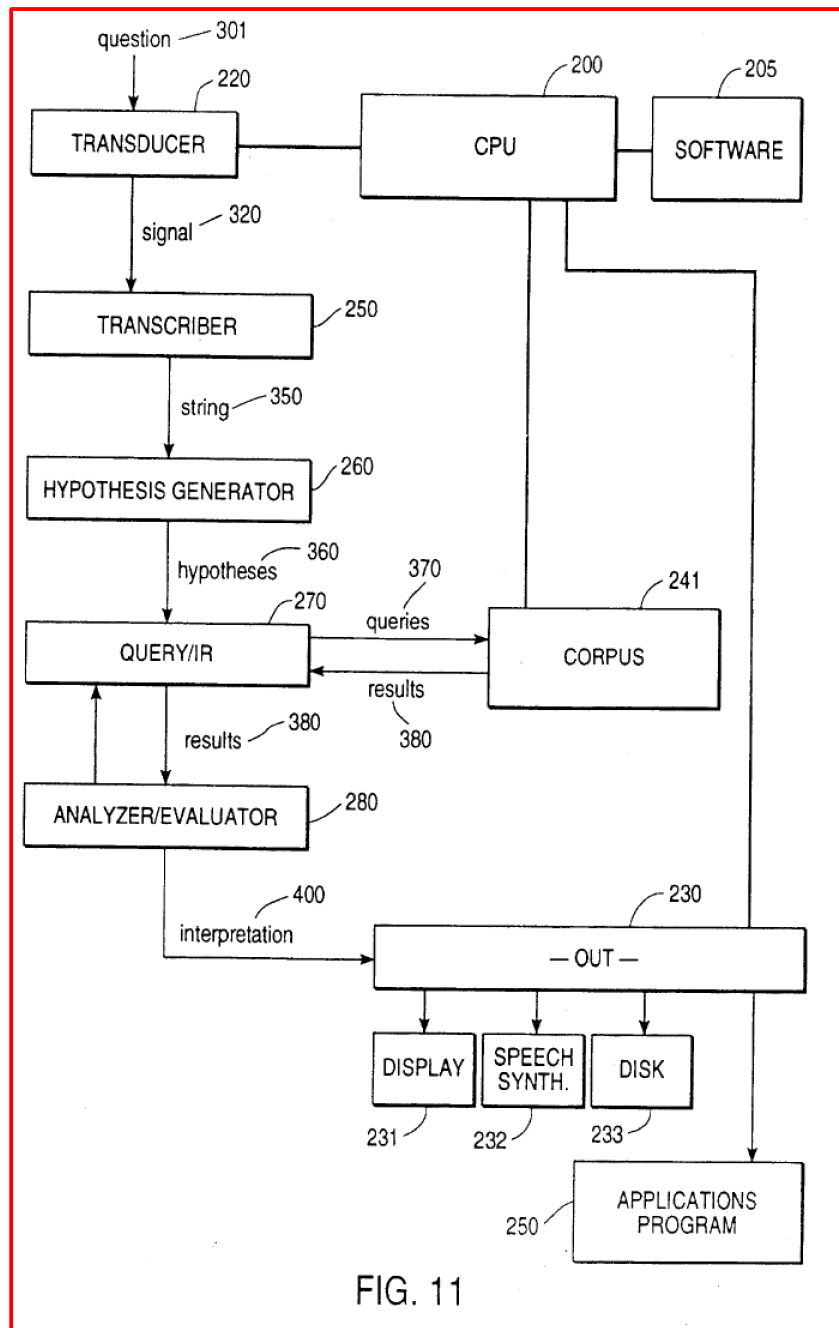 question 301
220
TRANSDUCER
200
CPU
205
SOFTWARE
signal 320
TRANSCRIBER
250
string 350
HYPOTHESIS GENERATOR
260
hypotheses 360
QUERY/IR
270
370
queries
results
380
241
CORPUS
results 380
ANALYZER/EVALUATOR
280
400
interpretation
230
— OUT —
DISPLAY
231
SPEECH
SYNTH.
232
DISK
233
APPLICATIONS
PROGRAM
250
FIG. 11